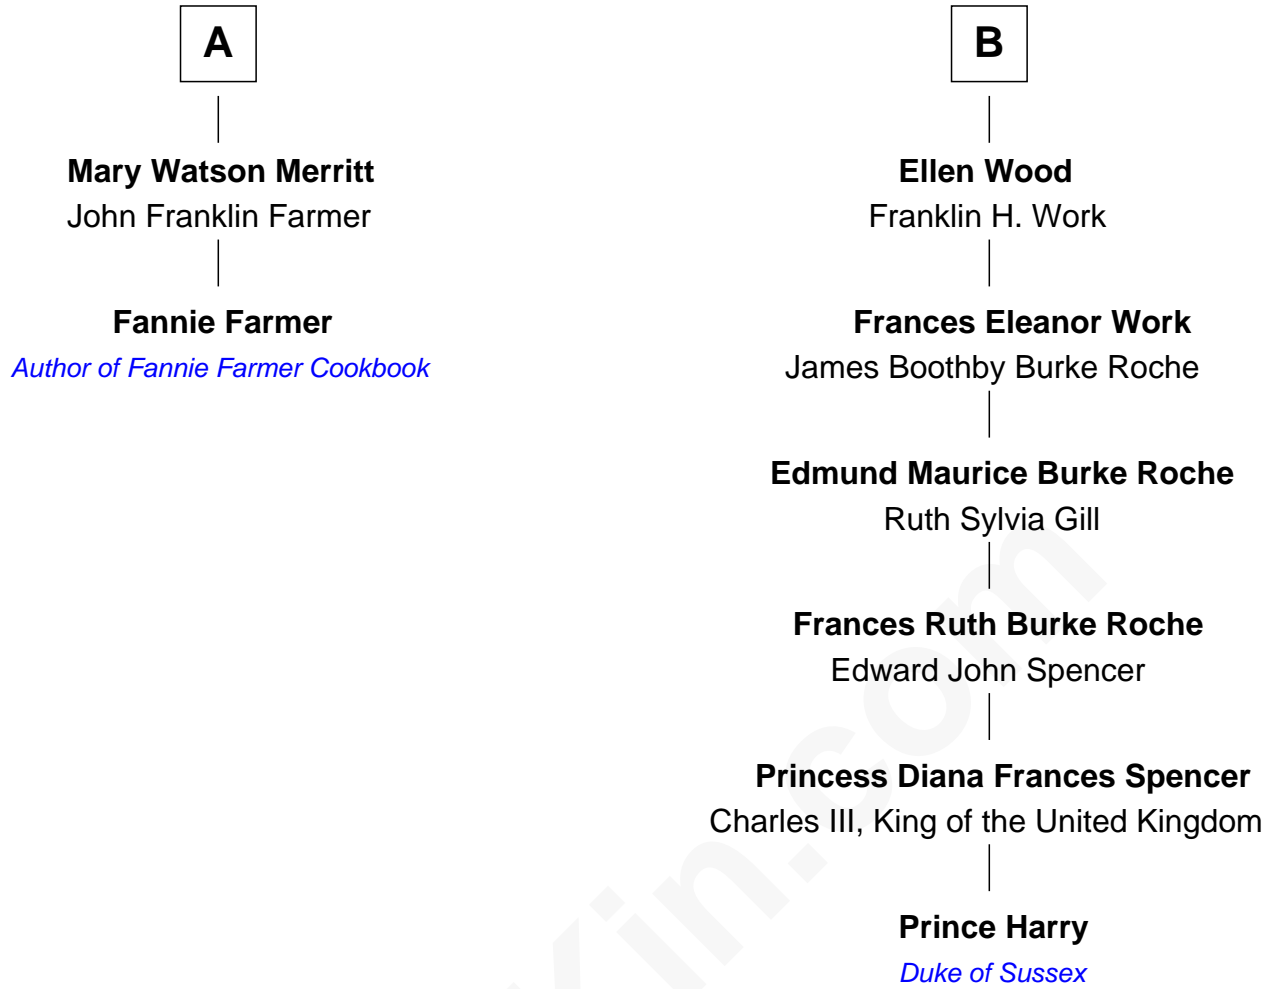 A
Mary Watson Merritt
John Franklin Farmer
Fannie Farmer
Author of Fannie Farmer Cookbook
B
Ellen Wood
Franklin H. Work
Frances Eleanor Work
James Boothby Burke Roche
Edmund Maurice Burke Roche
Ruth Sylvia Gill
Frances Ruth Burke Roche
Edward John Spencer
Princess Diana Frances Spencer
Charles III, King of the United Kingdom
Prince Harry
Duke of Sussex
Kin.com